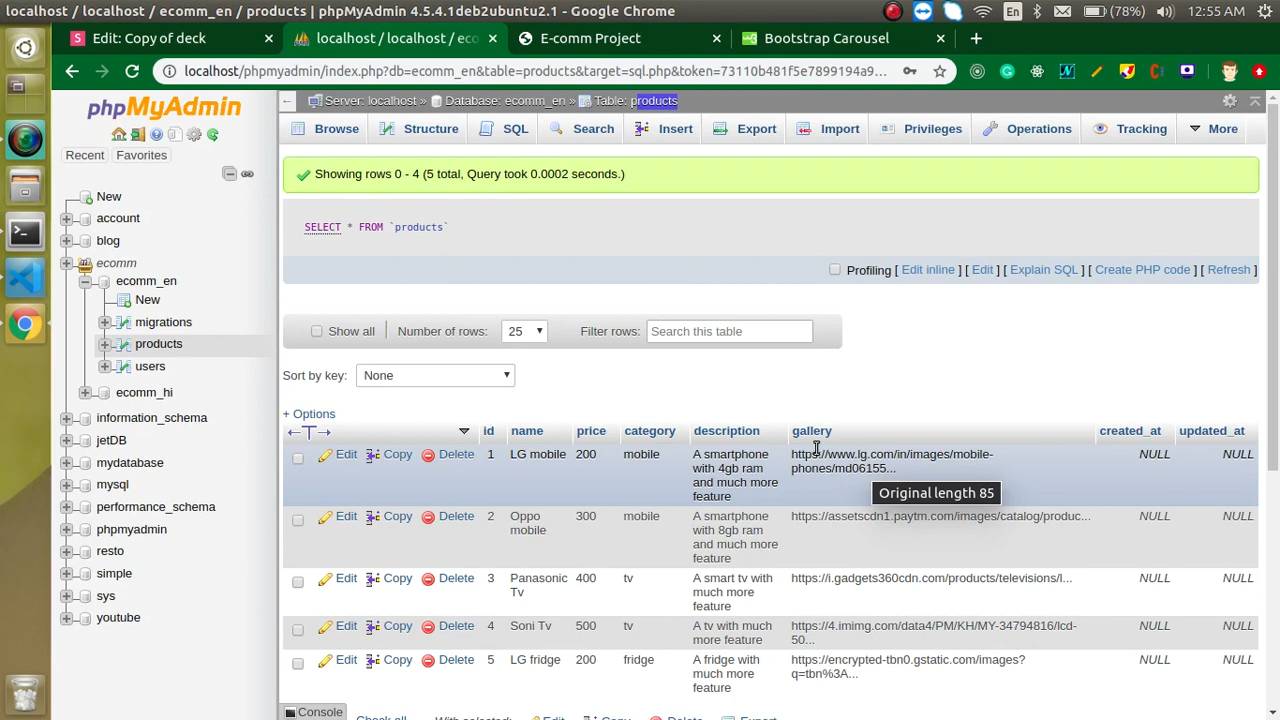 localhost / localhost / ecomm_en / products | phpMyAdmin 4.5.4.1deb2ubuntu2.1 - Google Chrome
En (78%) 12:55 AM
Edit: Copy of deck × localhost / localhost / eco × E-comm Project × Bootstrap Carousel ×
localhost/phpmyadmin/index.php?db=ecomm_en&table=products&target=sql.php&token=73110b481f5e7899194a9...
phpMyAdmin
Recent Favorites
New
account
blog
ecomm
ecomm_en
New
migrations
products
users
ecomm_hi
information_schema
jetDB
mydatabase
mysql
performance_schema
phpmyadmin
resto
simple
sys
youtube
Server: localhost » Database: ecomm_en » Table: products
Browse Structure SQL Search Insert Export Import Privileges Operations Tracking More
Showing rows 0 - 4 (5 total, Query took 0.0002 seconds.)
SELECT * FROM `products`
Profiling [ Edit inline ] [ Edit ] [ Explain SQL ] [ Create PHP code ] [ Refresh ]
Show all Number of rows: 25 Filter rows: Search this table
Sort by key: None
+ Options
id name price category description gallery created_at updated_at
Edit Copy Delete 1 LG mobile 200 mobile A smartphone https://www.lg.com/in/images/mobile- NULL NULL
with 4gb ram phones/md06155...
and much more
feature
Original length 85
Edit Copy Delete 2 Oppo 300 mobile A smartphone https://assetscdn1.paytm.com/images/catalog/produc... NULL NULL
mobile with 8gb ram
and much more
feature
Edit Copy Delete 3 Panasonic 400 tv A smart tv with https://i.gadgets360cdn.com/products/televisions/l... NULL NULL
Tv much more
feature
Edit Copy Delete 4 Soni Tv 500 tv A tv with much https://4.imimg.com/data4/PM/KH/MY-34794816/lcd- NULL NULL
more feature 50...
Edit Copy Delete 5 LG fridge 200 fridge A fridge with https://encrypted-tbn0.gstatic.com/images? NULL NULL
much more q=tbn%3A...
feature
Console Check all With selected: Edit Copy Delete Export